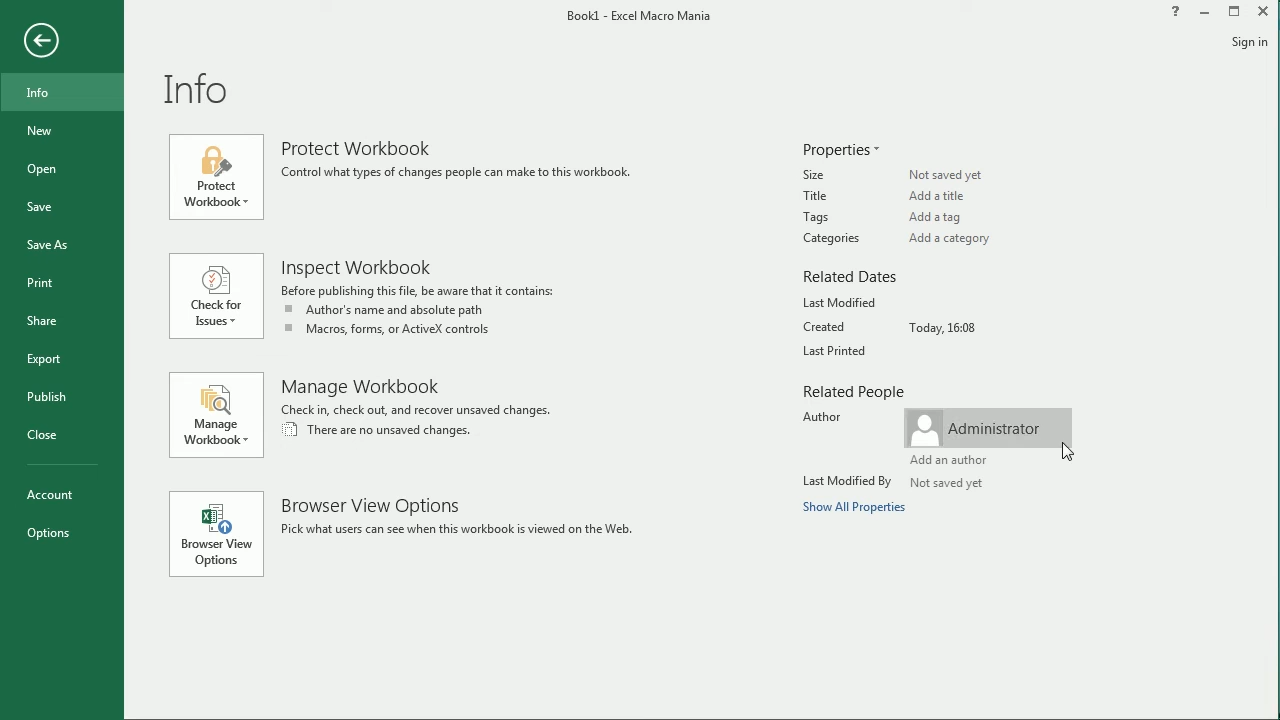 Book1 - Excel Macro Mania
?
Sign in
Info
New
Open
Save
Save As
Print
Share
Export
Publish
Close
Account
Options
Info
Protect
Workbook
Protect Workbook
Control what types of changes people can make to this workbook.
Check for
Issues
Inspect Workbook
Before publishing this file, be aware that it contains:
Author's name and absolute path
Macros, forms, or ActiveX controls
Manage
Workbook
Manage Workbook
Check in, check out, and recover unsaved changes.
There are no unsaved changes.
Browser View
Options
Browser View Options
Pick what users can see when this workbook is viewed on the Web.
Properties
Size Not saved yet
Title Add a title
Tags Add a tag
Categories Add a category
Related Dates
Last Modified
Created Today, 16:08
Last Printed
Related People
Author Administrator
Add an author
Last Modified By Not saved yet
Show All Properties